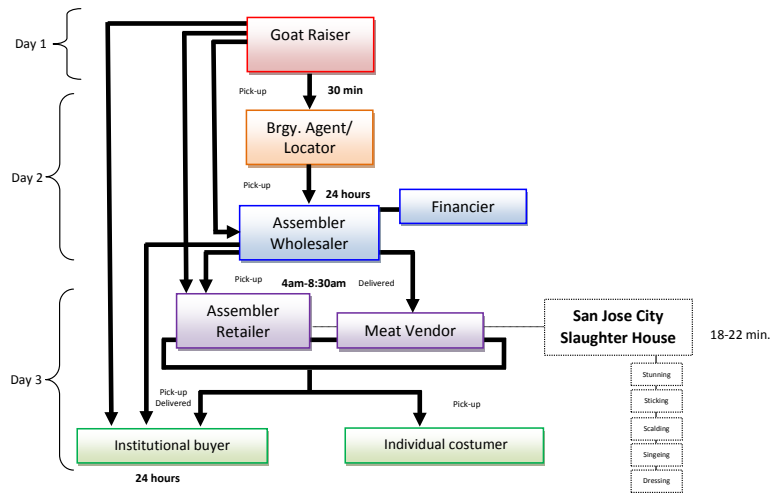 Day 1
Goat Raiser
Pick-up
30 min
Brgy. Agent/
Locator
Day 2
Pick-up
24 hours
Financier
Assembler
Wholesaler
Pick-up
4am-8:30am
Delivered
Assembler
Retailer
Meat Vendor
San Jose City
Slaughter House
18-22 min.
Stunning
Sticking
Scalding
Singeing
Dressing
Day 3
Pick-up
Delivered
Pick-up
Institutional buyer
Individual costumer
24 hours